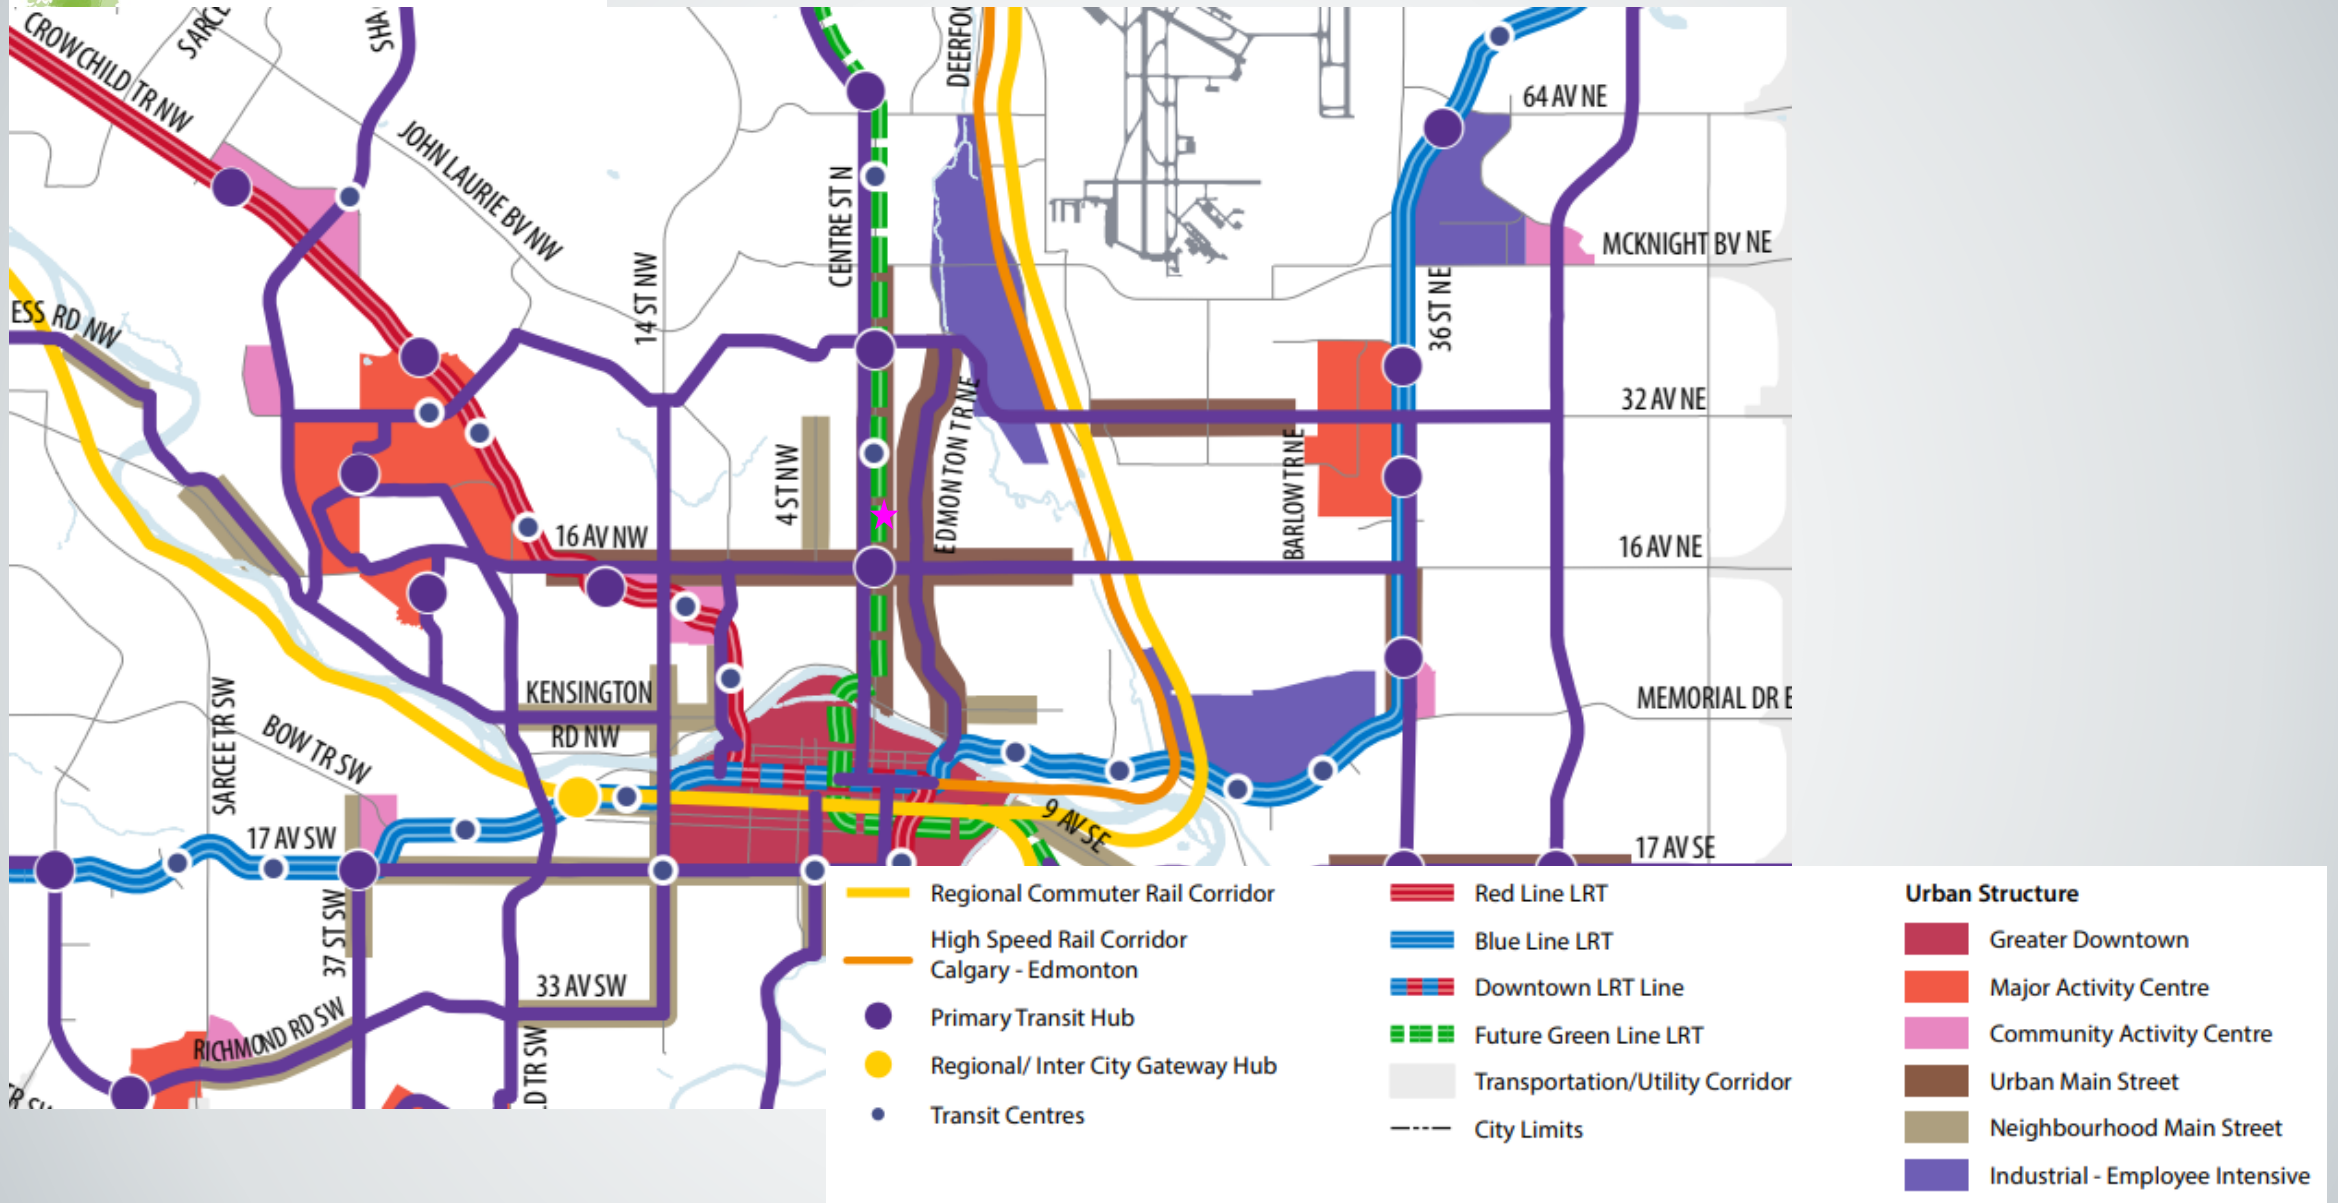 CROWCHILD TR NW
SARCE
SHA
JOHN LAURIE BV NW
DEERFOO
CENTRE ST N
14 ST NW
64 AV NE
MCKNIGHT BV NE
36 ST NE
ESS RD NW
32 AV NE
4 ST NW
EDMONTON TR NE
BARLOW TR NE
16 AV NW
16 AV NE
KENSINGTON
RD NW
MEMORIAL DR E
SARCEE TR SW
BOW TR SW
17 AV SW
9 AV SE
17 AV SE
37 ST SW
33 AV SW
RICHMOND RD SW
LD TR SW
Regional Commuter Rail Corridor
High Speed Rail Corridor
Calgary - Edmonton
Primary Transit Hub
Regional/ Inter City Gateway Hub
Transit Centres
Red Line LRT
Blue Line LRT
Downtown LRT Line
Future Green Line LRT
Transportation/Utility Corridor
City Limits
Urban Structure
Greater Downtown
Major Activity Centre
Community Activity Centre
Urban Main Street
Neighbourhood Main Street
Industrial - Employee Intensive